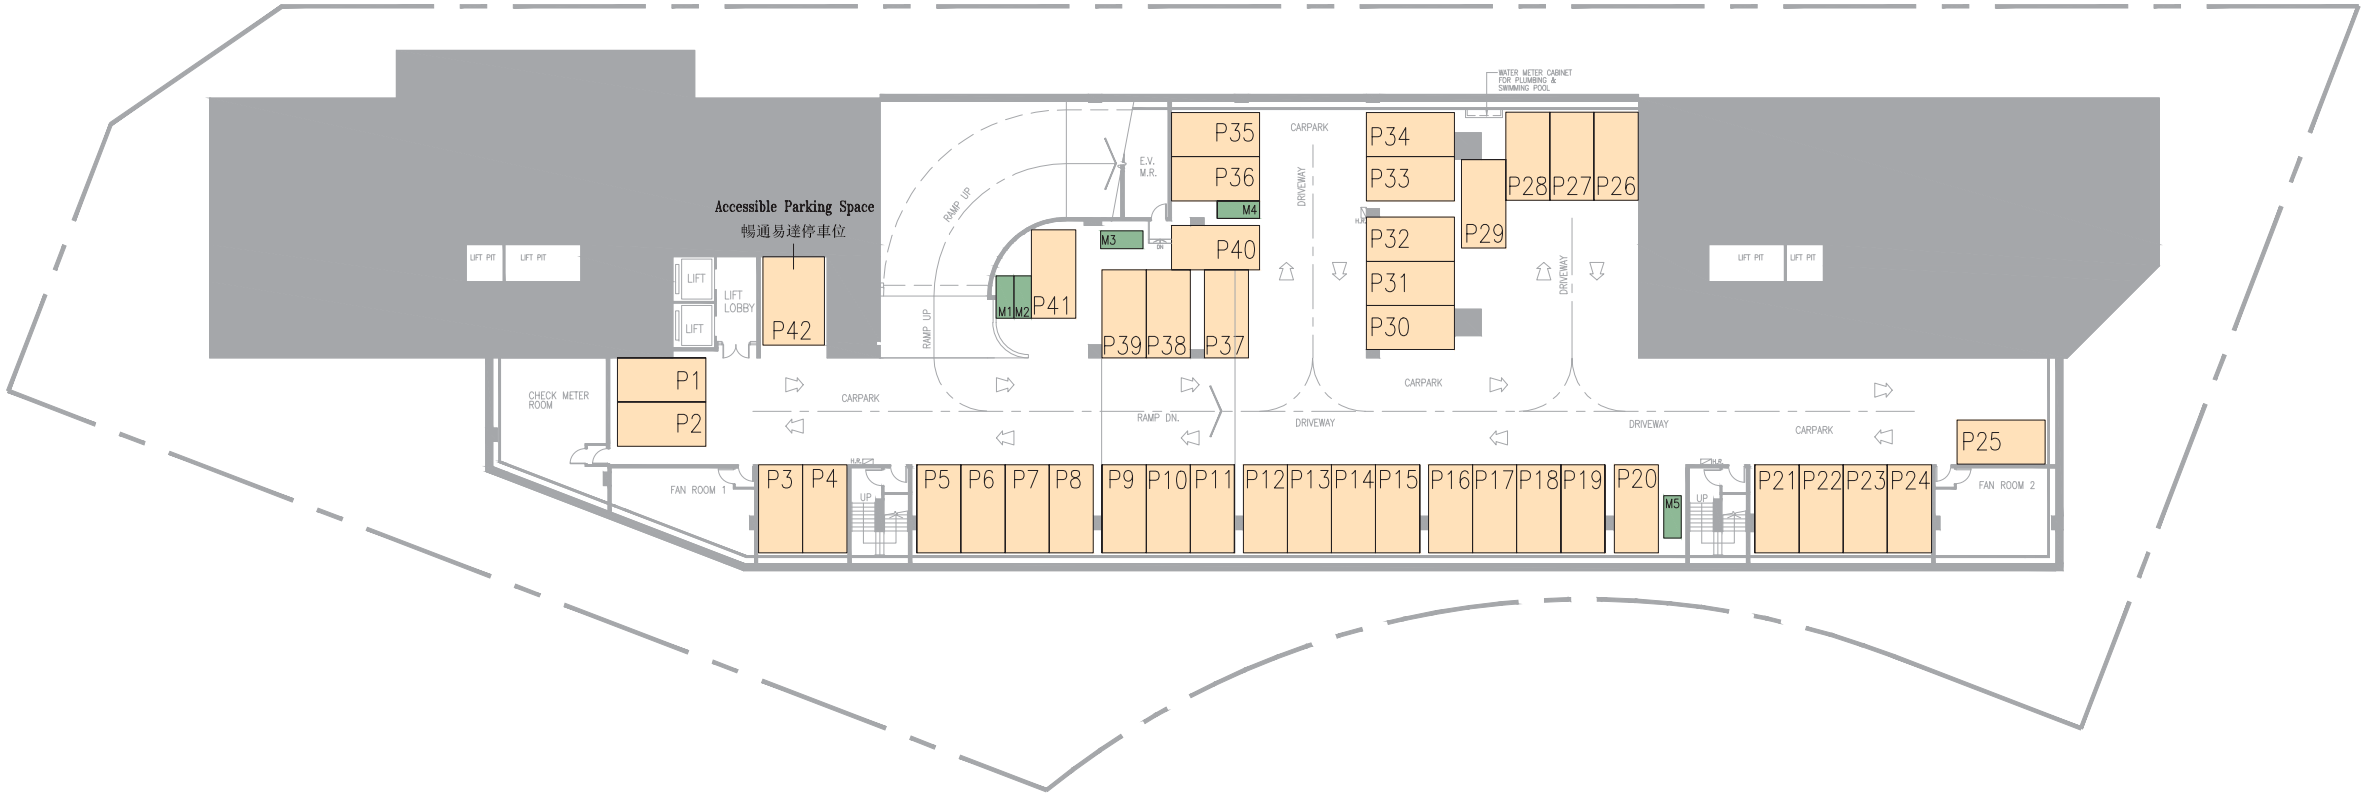 WATER METER CABINET
FOR PLUMBING &
SWIMMING POOL
P35
CARPARK
P34
E.V.
M.R.
P36
P33
P28
P27
P26
RAMP UP
DRIVEWAY
Accessible Parking Space
暢通易達停車位
M4
H.R.
M3
DN
P40
P32
P29
LIFT PIT
LIFT PIT
LIFT PIT
LIFT PIT
LIFT
LIFT
LOBBY
P31
DRIVEWAY
M1
M2
P41
LIFT
P42
RAMP UP
P39
P38
P37
P30
P1
CARPARK
CHECK METER
ROOM
CARPARK
P2
RAMP DN.
DRIVEWAY
DRIVEWAY
CARPARK
P25
H.R.
H.R.
P3
P4
P5
P6
P7
P8
P9
P10
P11
P12
P13
P14
P15
P16
P17
P18
P19
P20
P21
P22
P23
P24
FAN ROOM 1
UP
M5
UP
FAN ROOM 2